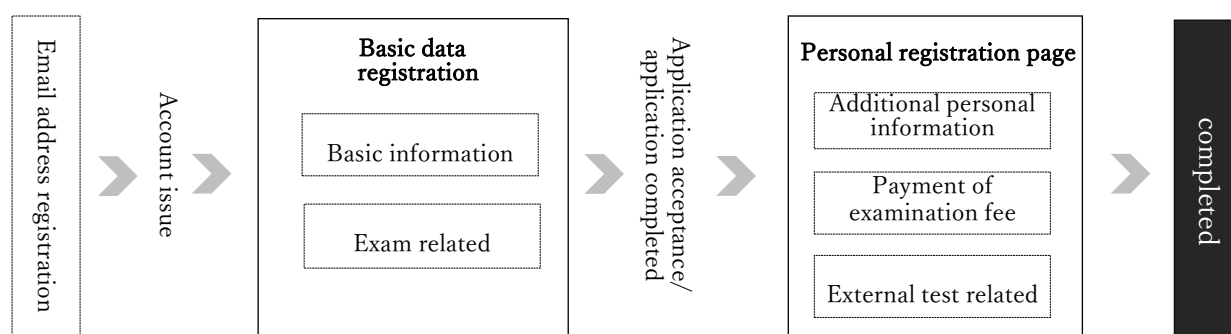 Email address registration
Account issue
Basic data
registration
Basic information
Exam related
Application acceptance/
application completed
Personal registration page
Additional personal
information
Payment of
examination fee
External test related
completed